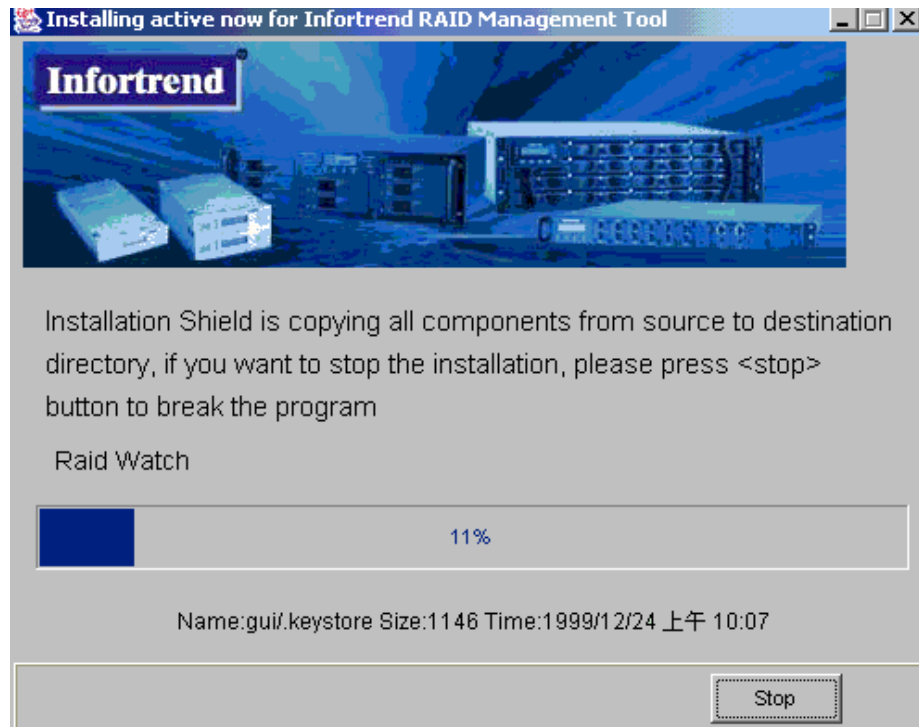 Installing active now for Infortrend RAID Management Tool
Infortrend
Installation Shield is copying all components from source to destination
directory, if you want to stop the installation, please press <stop>
button to break the program
Raid Watch
11%
Name:gui/.keystore Size:1146 Time:1999/12/24 上午 10:07
Stop